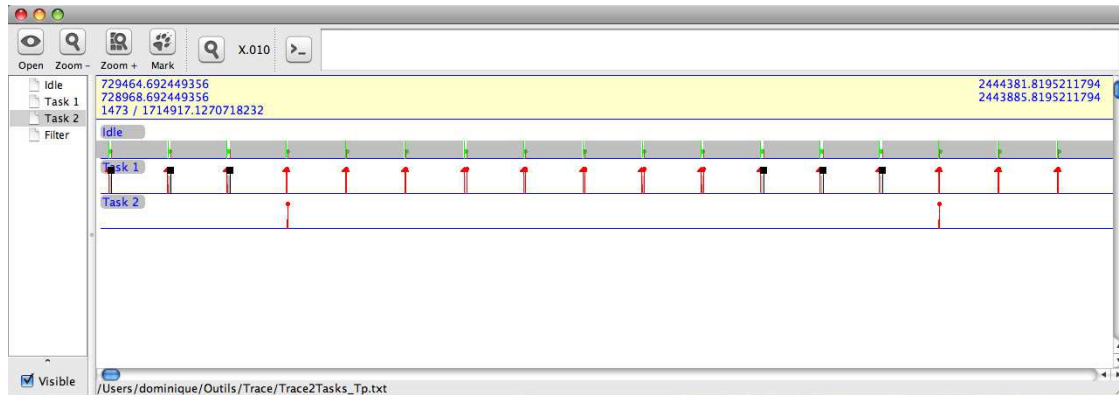 X.010
Open Zoom - Zoom + Mark
Idle
Task 1
Task 2
Filter
729464.692449356 2444381.8195211794
728968.692449356 2443885.8195211794
1473 / 1714917.1270718232
Idle
Task 1
Task 2
Visible
/Users/dominique/Outils/Trace/Trace2Tasks_Tp.txt